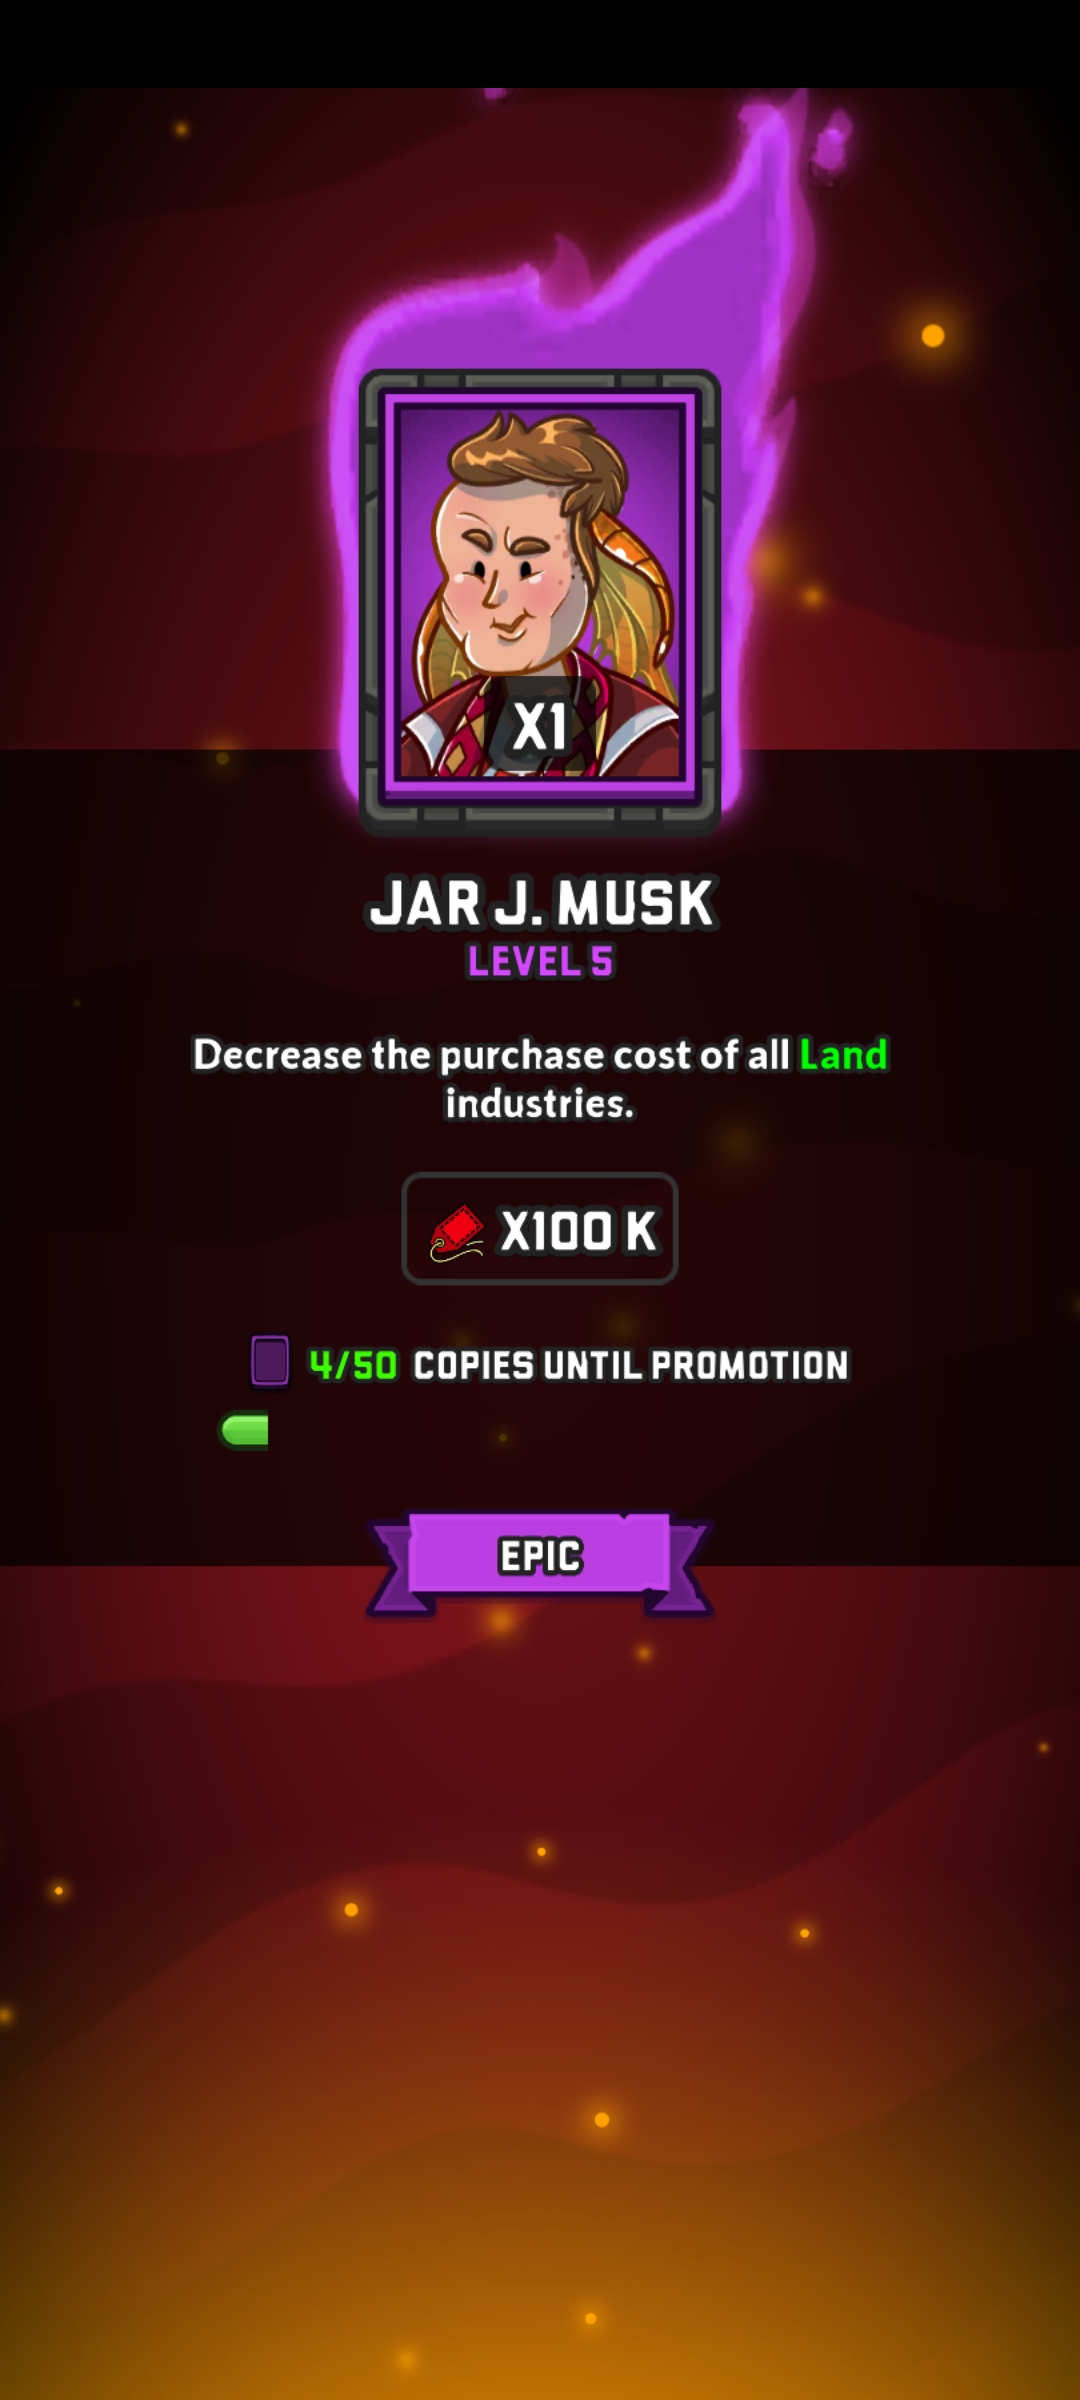 X1
JAR J. MUSK
LEVEL 5
Decrease the purchase cost of all Land
industries.
X100 K
4/50 COPIES UNTIL PROMOTION
EPIC